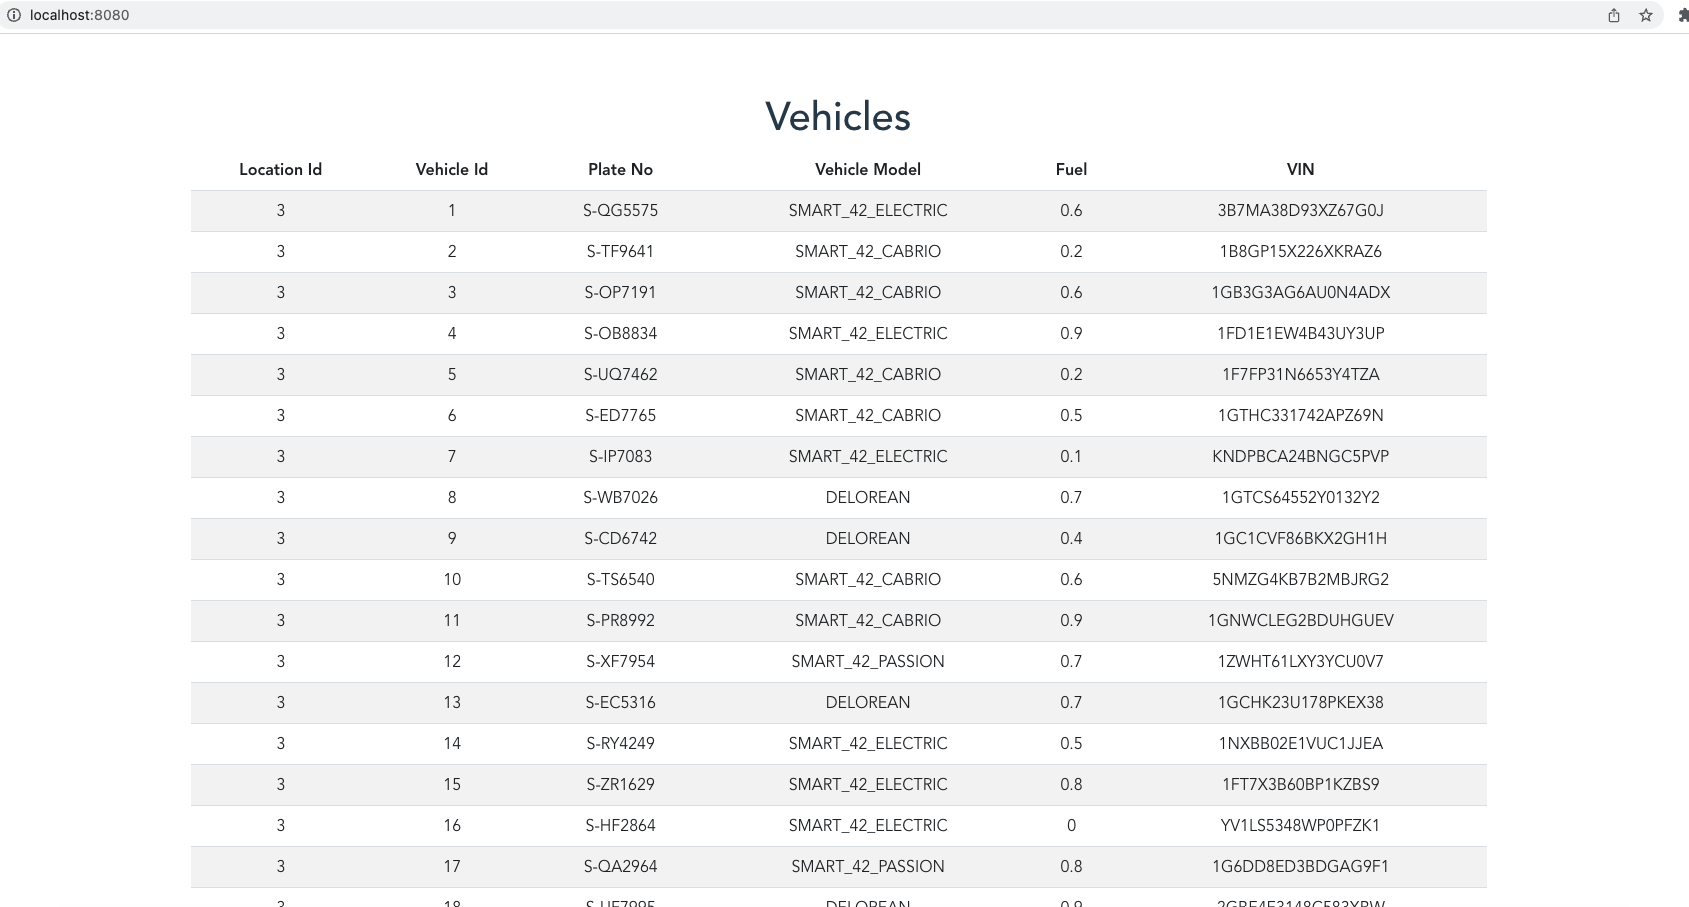 localhost:8080
Vehicles
Location Id Vehicle Id Plate No Vehicle Model Fuel VIN
3 1 S-QG5575 SMART_42_ELECTRIC 0.6 3B7MA38D93XZ67G0J
3 2 S-TF9641 SMART_42_CABRIO 0.2 1B8GP15X226XKRAZ6
3 3 S-OP7191 SMART_42_CABRIO 0.6 1GB3G3AG6AU0N4ADX
3 4 S-OB8834 SMART_42_ELECTRIC 0.9 1FD1E1EW4B43UY3UP
3 5 S-UQ7462 SMART_42_CABRIO 0.2 1F7FP31N6653Y4TZA
3 6 S-ED7765 SMART_42_CABRIO 0.5 1GTHC331742APZ69N
3 7 S-IP7083 SMART_42_ELECTRIC 0.1 KNDPBCA24BNGC5PVP
3 8 S-WB7026 DELOREAN 0.7 1GTCS64552Y0132Y2
3 9 S-CD6742 DELOREAN 0.4 1GC1CVF86BKX2GH1H
3 10 S-TS6540 SMART_42_CABRIO 0.6 5NMZG4KB7B2MBJRG2
3 11 S-PR8992 SMART_42_CABRIO 0.9 1GNWCLEG2BDUHGUEV
3 12 S-XF7954 SMART_42_PASSION 0.7 1ZWHT61LXY3YCU0V7
3 13 S-EC5316 DELOREAN 0.7 1GCHK23U178PKEX38
3 14 S-RY4249 SMART_42_ELECTRIC 0.5 1NXBB02E1VUC1JJEA
3 15 S-ZR1629 SMART_42_ELECTRIC 0.8 1FT7X3B60BP1KZBS9
3 16 S-HF2864 SMART_42_ELECTRIC 0 YV1LS5348WP0PFZK1
3 17 S-QA2964 SMART_42_PASSION 0.8 1G6DD8ED3BDGAG9F1
3 18 DELOREAN